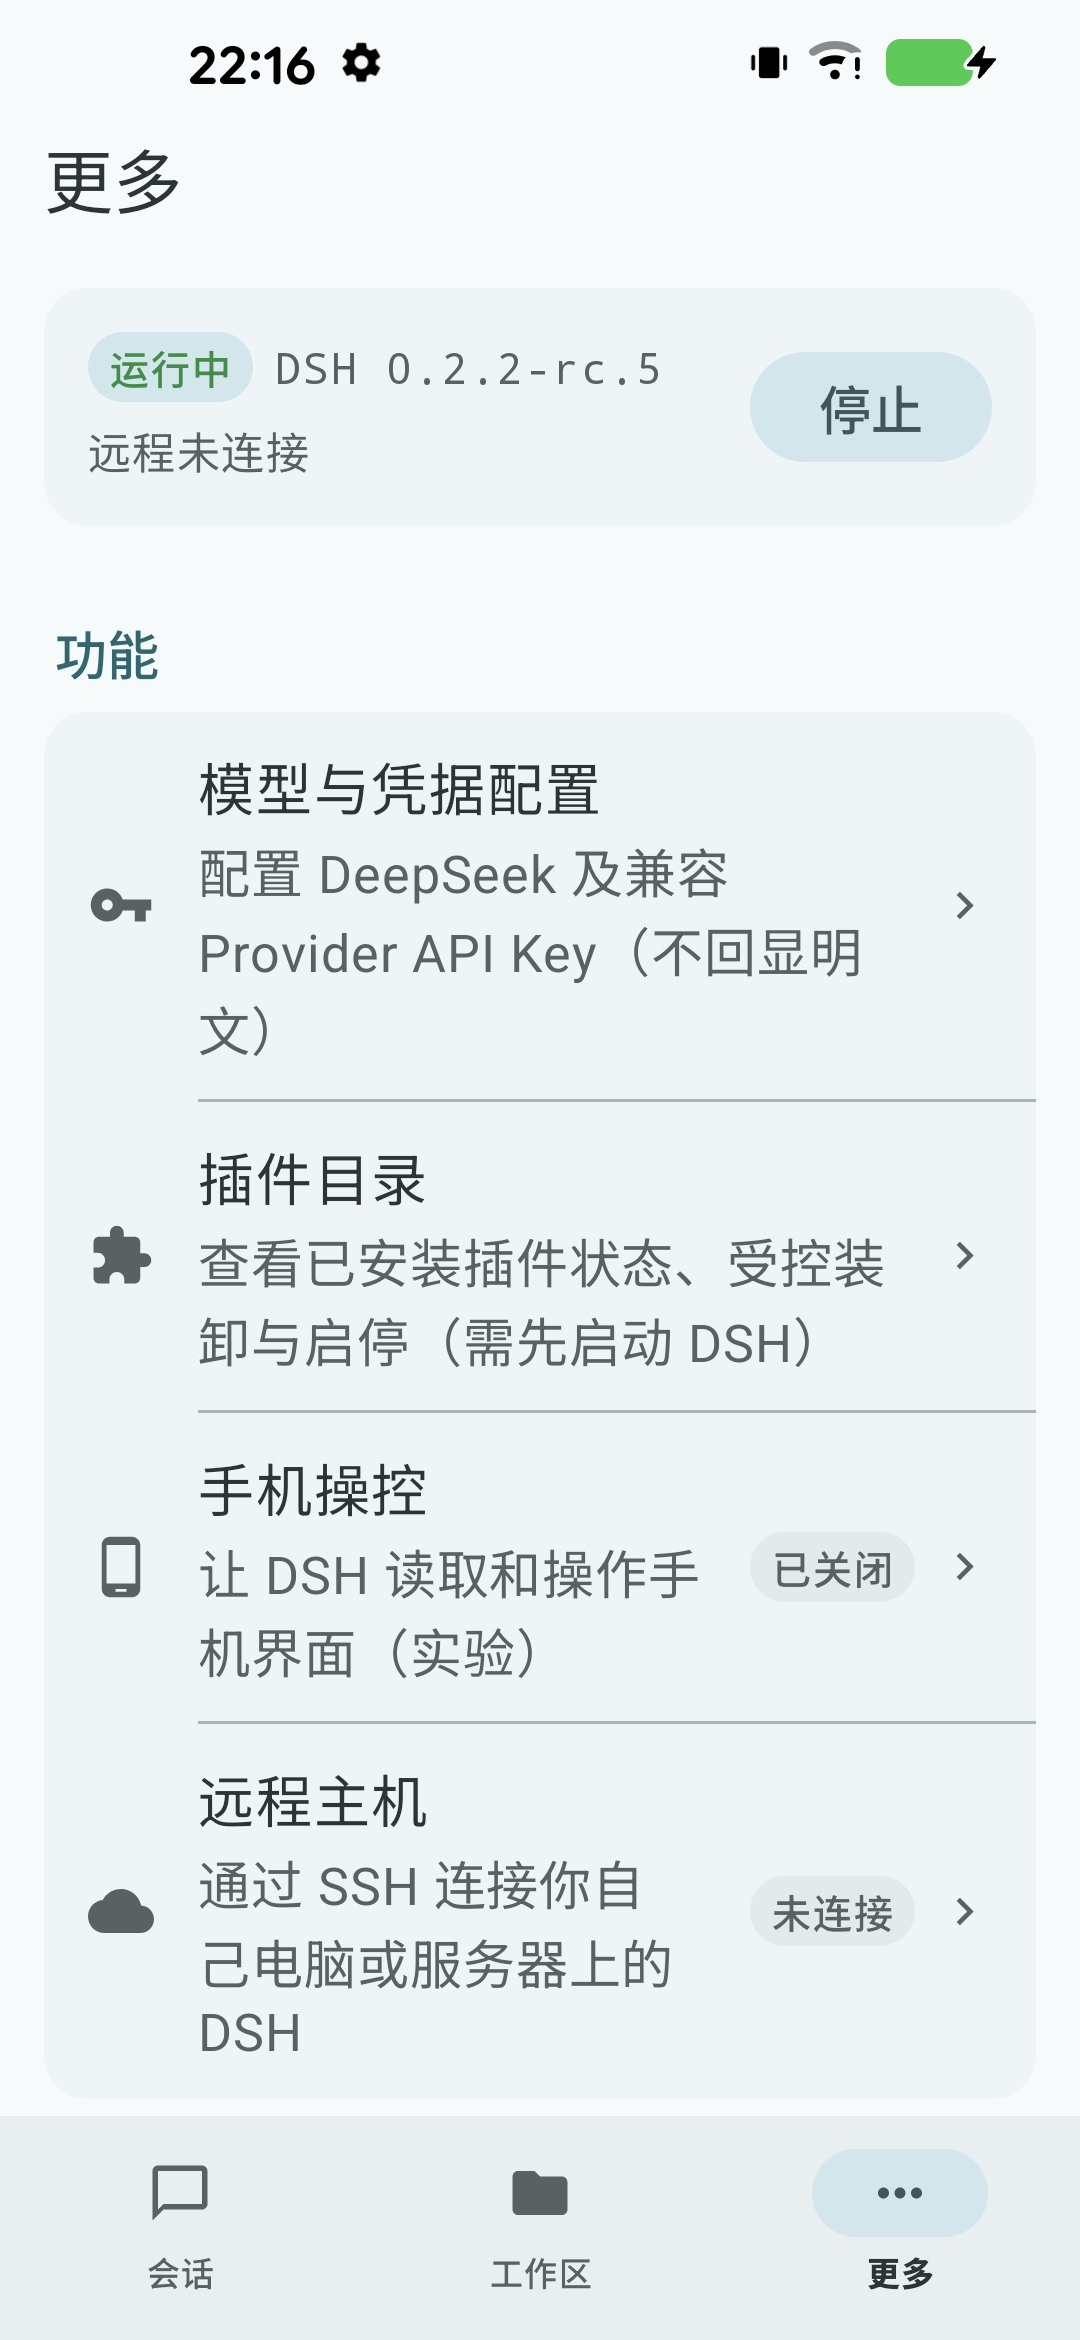 22:16
更多
运行中 DSH 0.2.2-rc.5
远程未连接
停止
功能
模型与凭据配置
配置 DeepSeek 及兼容
Provider API Key（不回显明
文）
插件目录
查看已安装插件状态、受控装
卸与启停（需先启动 DSH）
手机操控
让 DSH 读取和操作手
机界面（实验）
已关闭
远程主机
通过 SSH 连接你自
己电脑或服务器上的
DSH
未连接
会话
工作区
更多